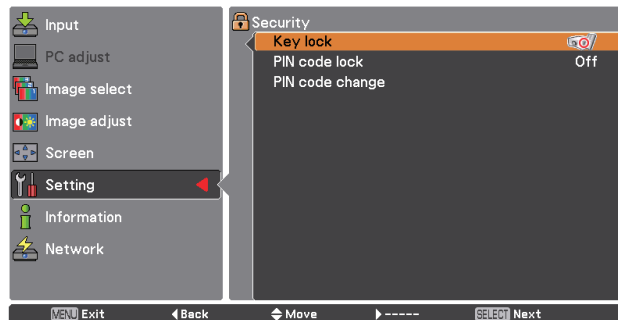 Input
PC adjust
Image select
Image adjust
Screen
Setting
Information
Network
Security
Key lock
PIN code lock Off
PIN code change
MENU Exit Back Move ----- SELECT Next